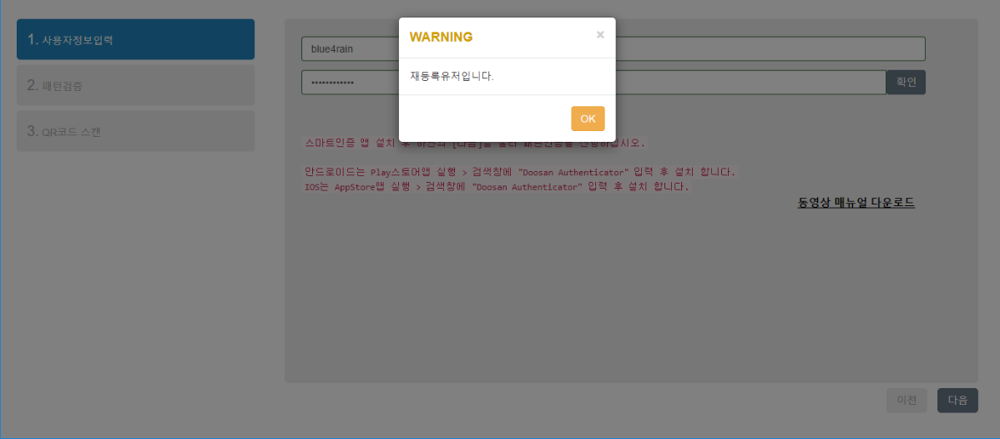 1. 사용자정보입력
2. 패턴검증
3. QR코드 스캔
WARNING
×
재등록유저입니다.
OK
blue4rain
••••••••••••
확인
스마트인증 앱 설치 후 하단의 [다음]을 눌러 패턴인증을 진행하십시오.
안드로이드는 Play스토어앱 실행 > 검색창에 "Doosan Authenticator" 입력 후 설치 합니다.
IOS는 AppStore앱 실행 > 검색창에 "Doosan Authenticator" 입력 후 설치 합니다.
동영상 매뉴얼 다운로드
이전
다음